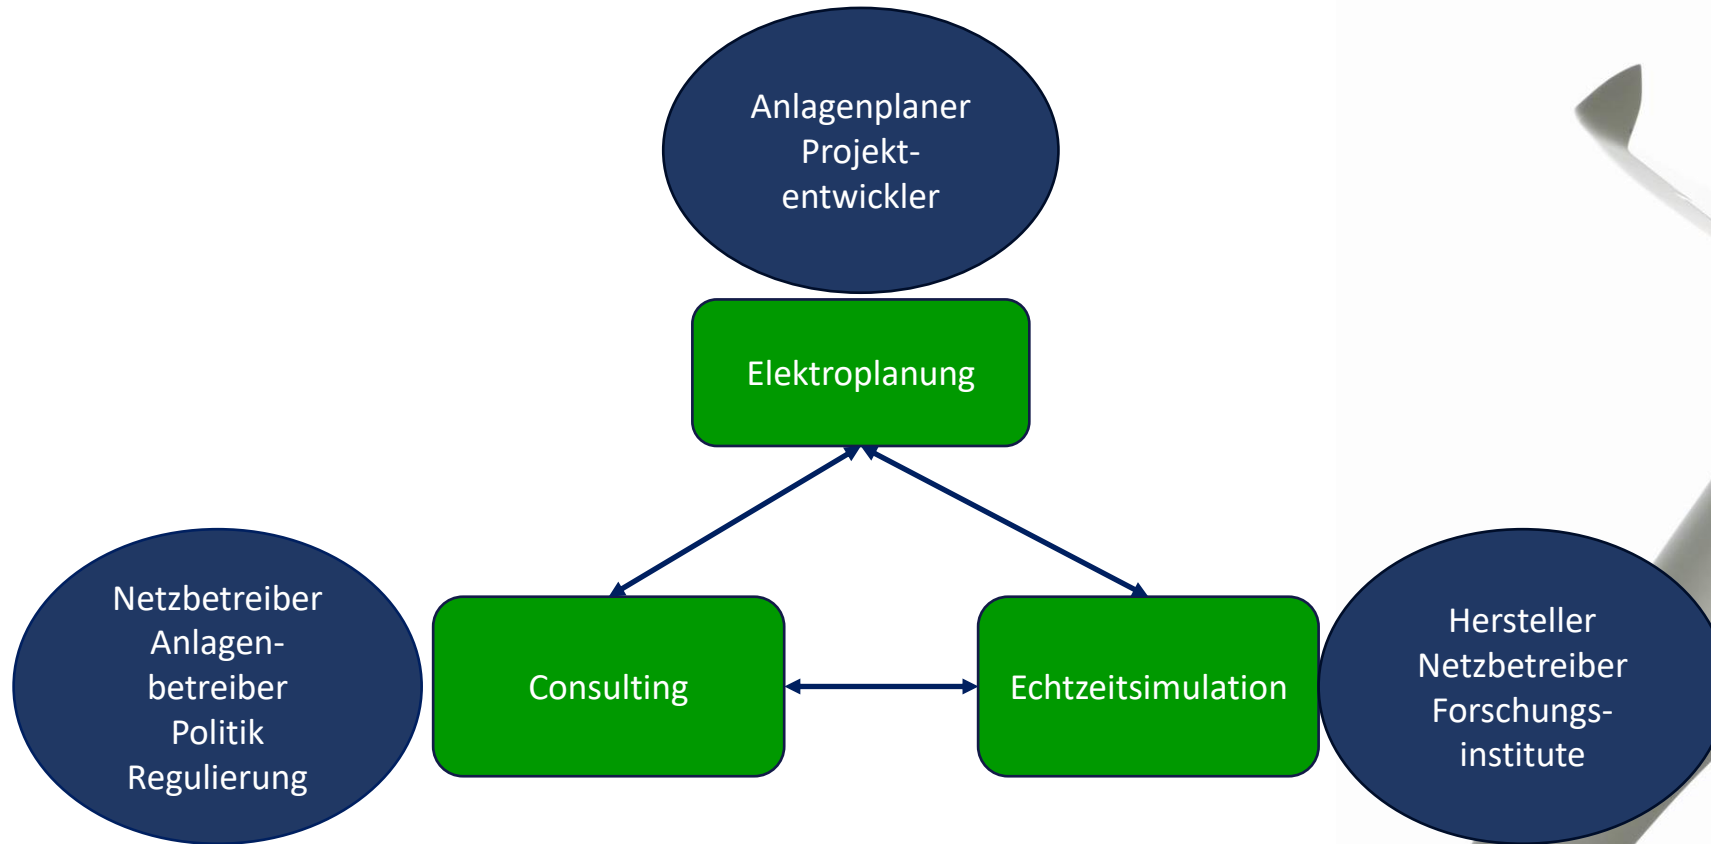 Anlagenplaner
Projekt-
entwickler
Elektroplanung
Netzbetreiber
Anlagen-
betreiber
Politik
Regulierung
Consulting
Echtzeitsimulation
Hersteller
Netzbetreiber
Forschungs-
institute